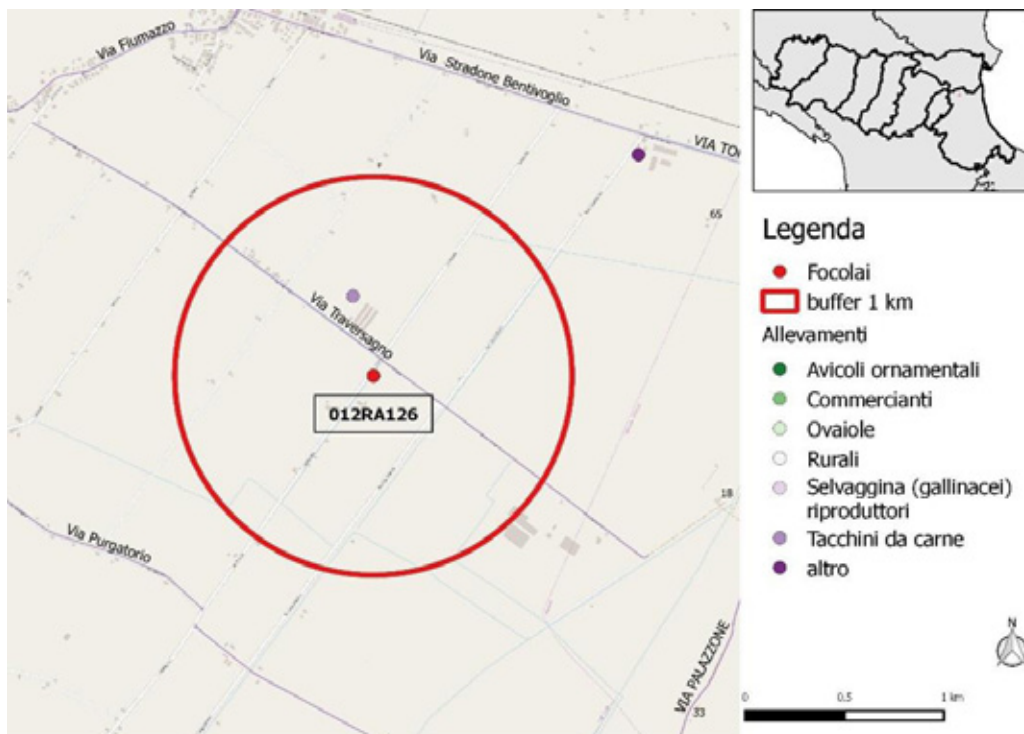 Via Fiumazzo
Via Stradone Bentivoglio
VIA TO
65
Via Traversagno
012RA126
18
Via Purgatorio
VIA PALAZZONE
33
Legenda
Focolai
buffer 1 km
Allevamenti
Avicoli ornamentali
Commercianti
Ovaiole
Rurali
Selvaggina (gallinacei)
riproduttori
Tacchini da carne
altro
N
0 0.5 1 km